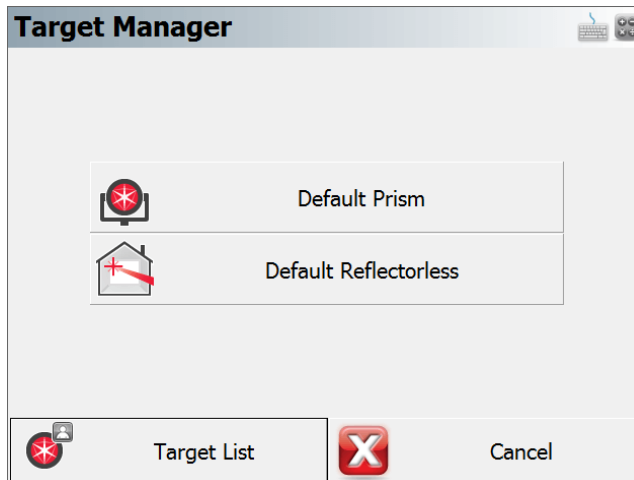 Target Manager
Default Prism
Default Reflectorless
Target List
Cancel